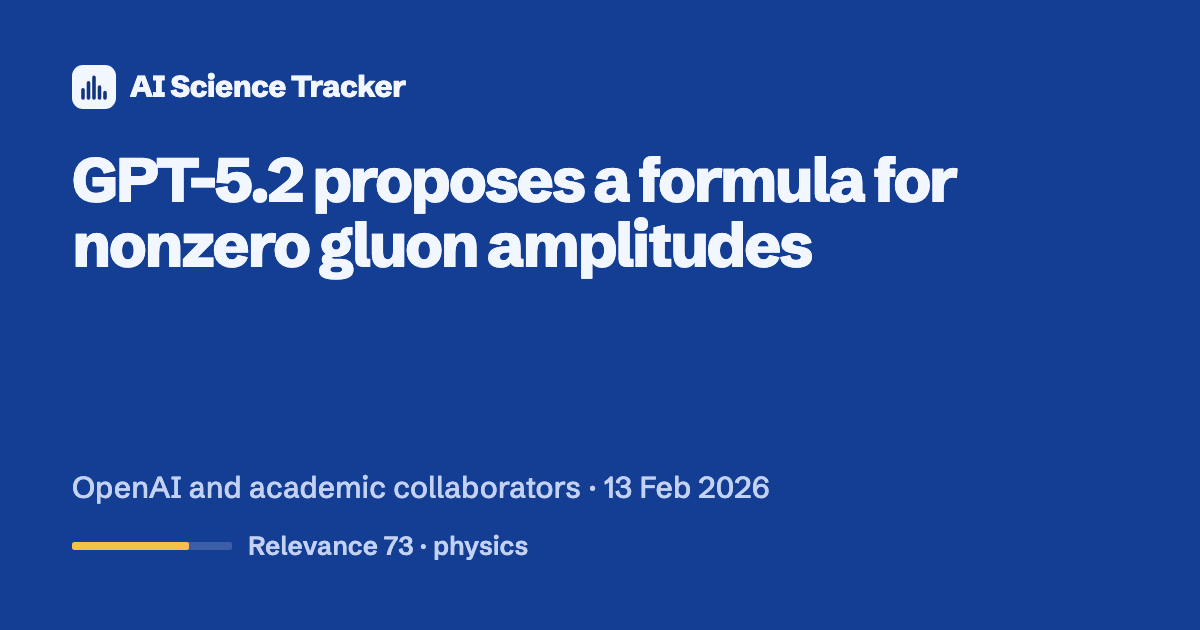 AI Science Tracker
GPT-5.2 proposes a formula for
nonzero gluon amplitudes
OpenAI and academic collaborators · 13 Feb 2026
Relevance 73 · physics